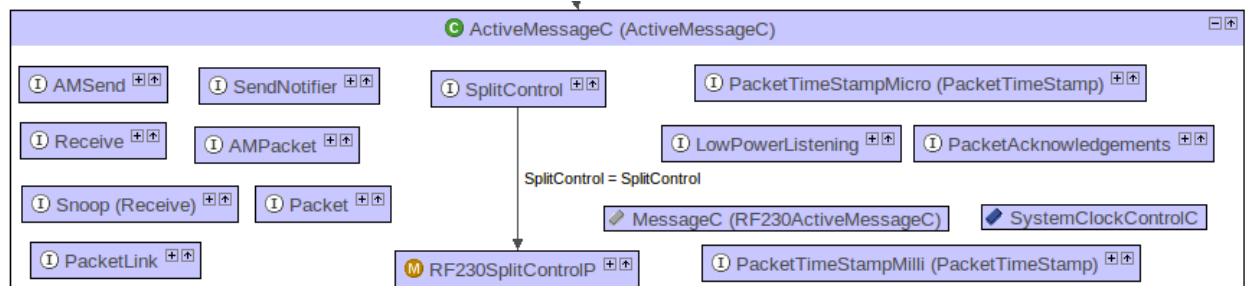 C ActiveMessageC (ActiveMessageC)
I AMSend
I SendNotifier
I SplitControl
I PacketTimeStampMicro (PacketTimeStamp)
I Receive
I AMPacket
I LowPowerListening
I PacketAcknowledgements
SplitControl = SplitControl
I Snoop (Receive)
I Packet
MessageC (RF230ActiveMessageC)
SystemClockControlC
I PacketLink
M RF230SplitControlP
I PacketTimeStampMilli (PacketTimeStamp)